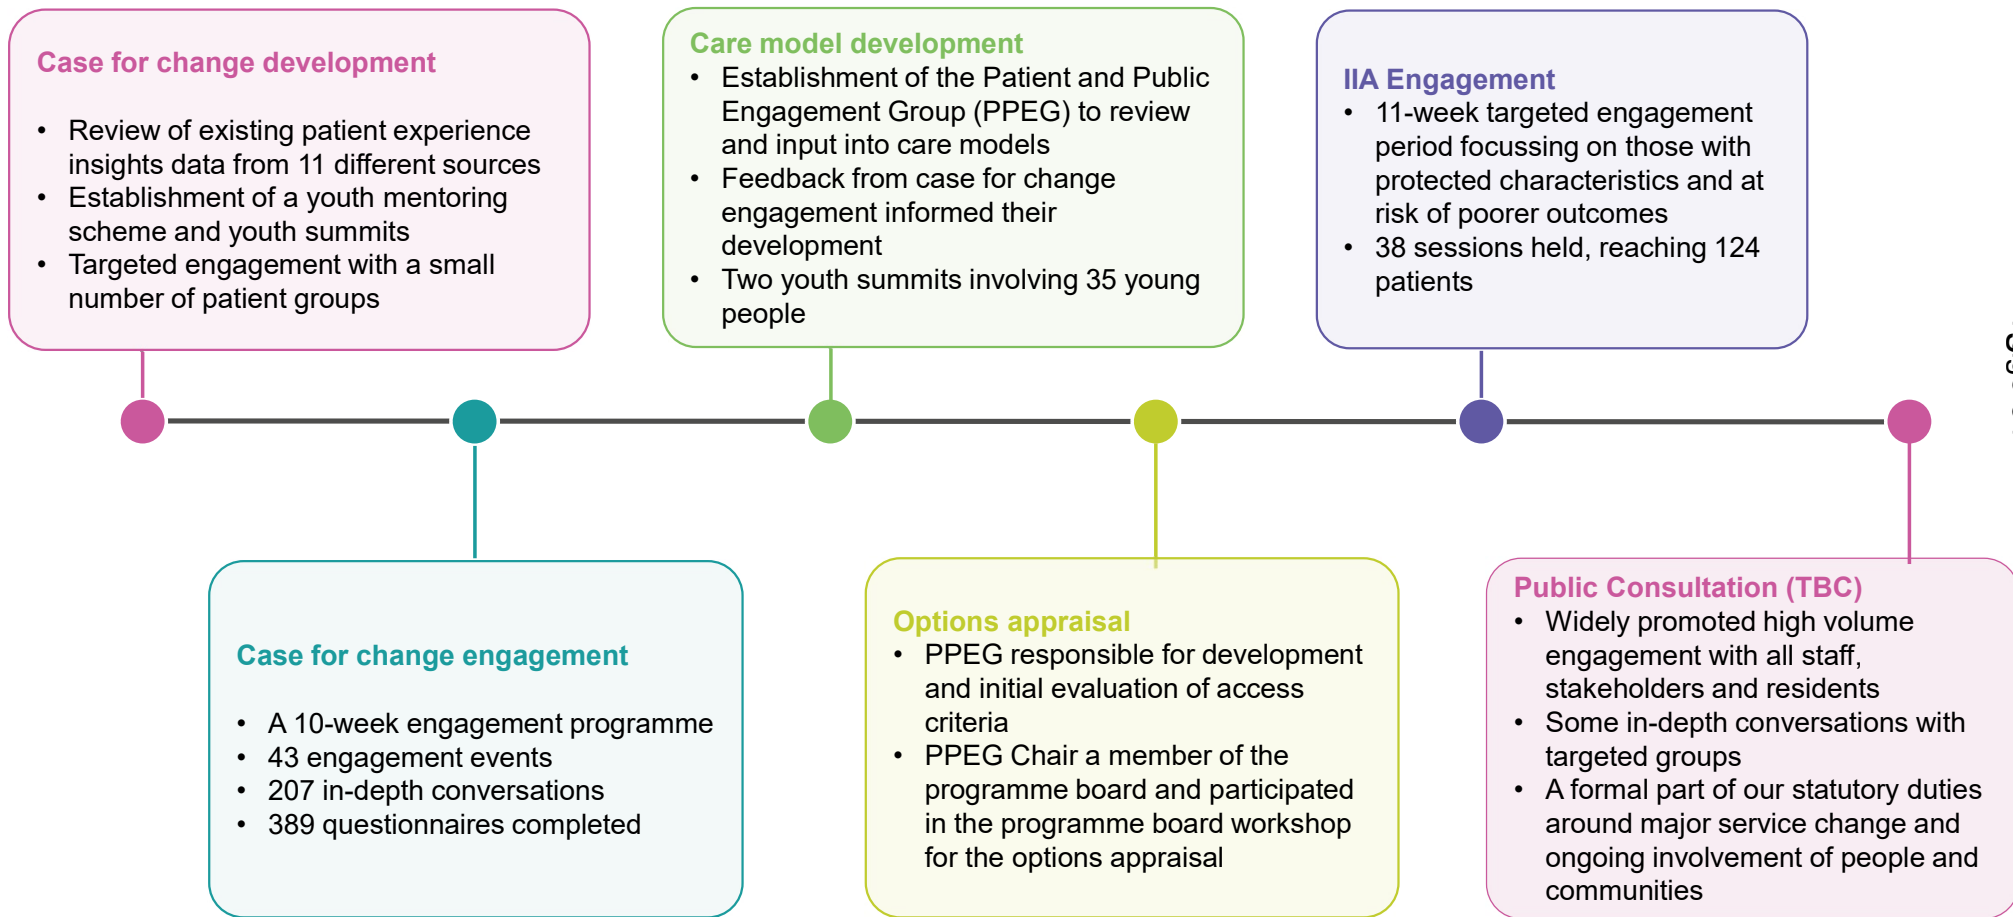 Case for change development
• Review of existing patient experience
insights data from 11 different sources
• Establishment of a youth mentoring
scheme and youth summits
• Targeted engagement with a small
number of patient groups
Case for change engagement
• A 10-week engagement programme
• 43 engagement events
• 207 in-depth conversations
• 389 questionnaires completed
Care model development
• Establishment of the Patient and Public
Engagement Group (PPEG) to review
and input into care models
• Feedback from case for change
engagement informed their
development
• Two youth summits involving 35 young
people
Options appraisal
• PPEG responsible for development
and initial evaluation of access
criteria
• PPEG Chair a member of the
programme board and participated
in the programme board workshop
for the options appraisal
IIA Engagement
• 11-week targeted engagement
period focussing on those with
protected characteristics and at
risk of poorer outcomes
• 38 sessions held, reaching 124
patients
Public Consultation (TBC)
• Widely promoted high volume
engagement with all staff,
stakeholders and residents
• Some in-depth conversations with
targeted groups
• A formal part of our statutory duties
around major service change and
ongoing involvement of people and
communities